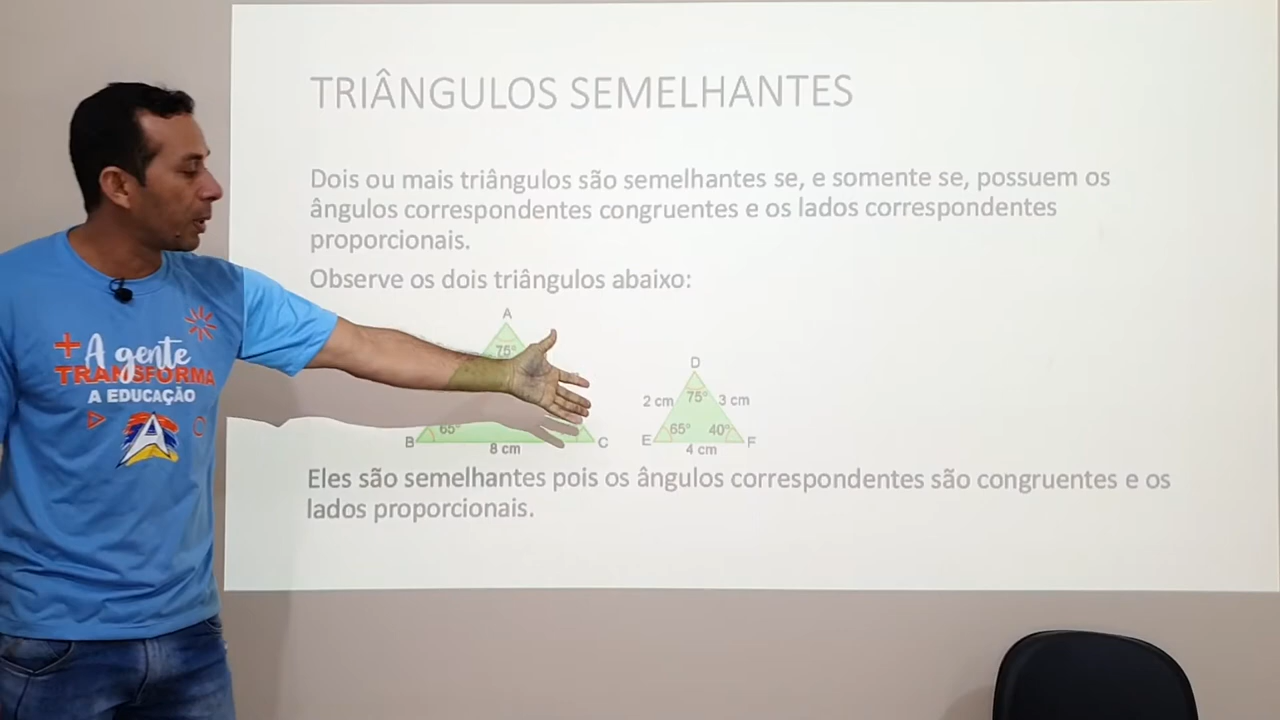 TRIÂNGULOS SEMELHANTES
Dois ou mais triângulos são semelhantes se, e somente se, possuem os
ângulos correspondentes congruentes e os lados correspondentes
proporcionais.
Observe os dois triângulos abaixo:
A
75°
65°
B
C
8 cm
D
2 cm 75° 3 cm
65° 40°
E
F
4 cm
Eles são semelhantes pois os ângulos correspondentes são congruentes e os
lados proporcionais.
A gente
TRANSFORMA
A EDUCAÇÃO